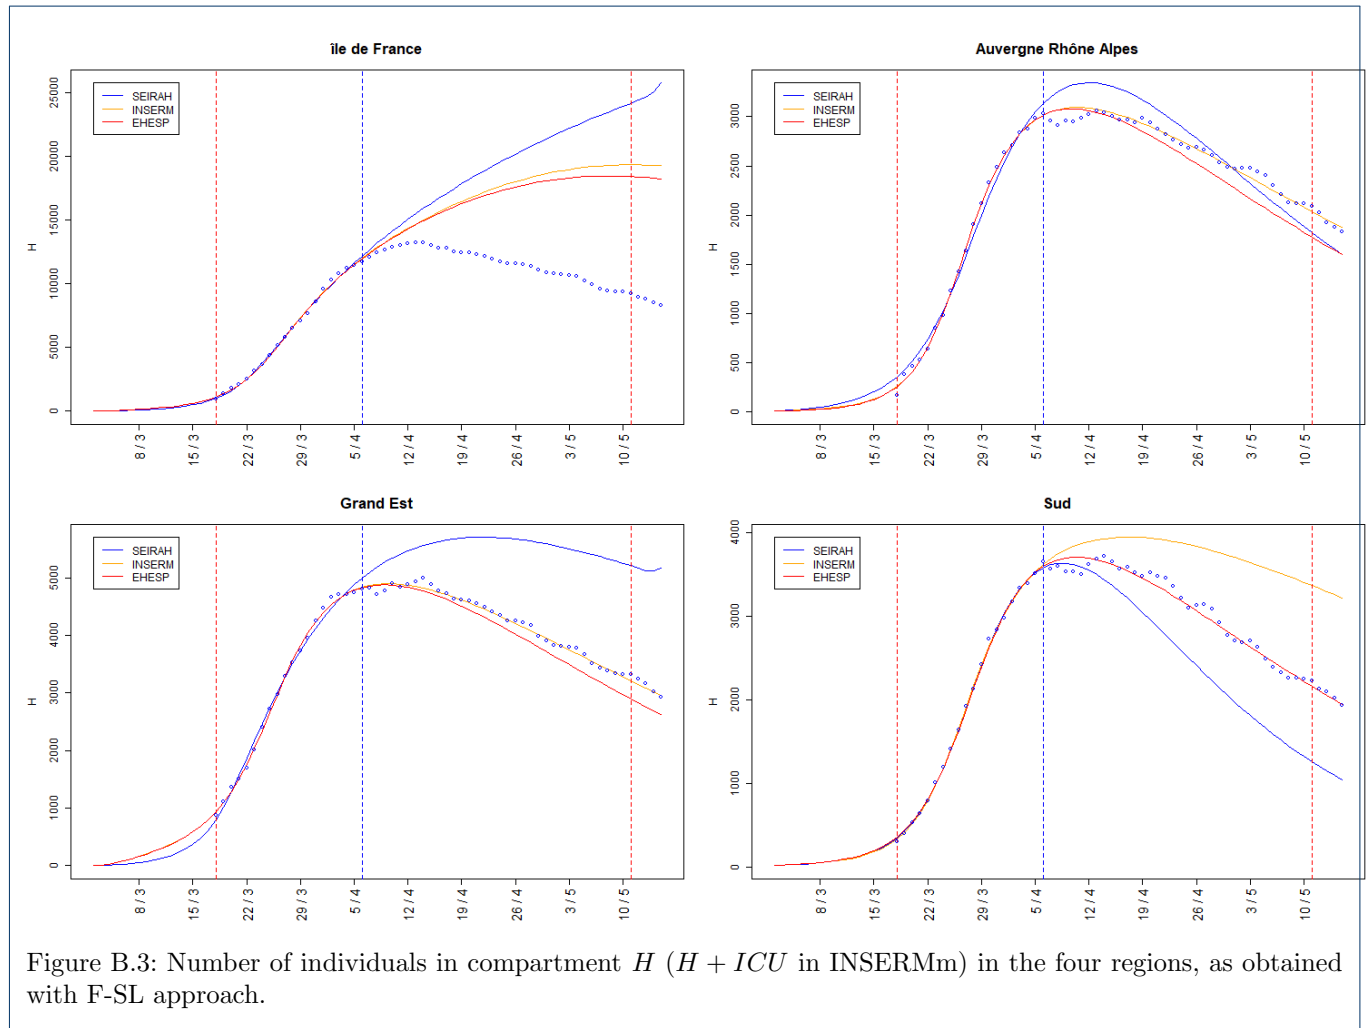 île de France
H
0
5000
10000
15000
20000
25000
SEIRAH
INSERM
EHESP
8 / 3
15 / 3
22 / 3
29 / 3
5 / 4
12 / 4
19 / 4
26 / 4
3 / 5
10 / 5
Auvergne Rhône Alpes
H
0
500
1000
1500
2000
2500
3000
SEIRAH
INSERM
EHESP
8 / 3
15 / 3
22 / 3
29 / 3
5 / 4
12 / 4
19 / 4
26 / 4
3 / 5
10 / 5
Grand Est
H
0
1000
2000
3000
4000
5000
SEIRAH
INSERM
EHESP
8 / 3
15 / 3
22 / 3
29 / 3
5 / 4
12 / 4
19 / 4
26 / 4
3 / 5
10 / 5
Sud
H
0
1000
2000
3000
4000
SEIRAH
INSERM
EHESP
8 / 3
15 / 3
22 / 3
29 / 3
5 / 4
12 / 4
19 / 4
26 / 4
3 / 5
10 / 5
Figure B.3: Number of individuals in compartment H (H + ICU in INSERMm) in the four regions, as obtained
with F-SL approach.